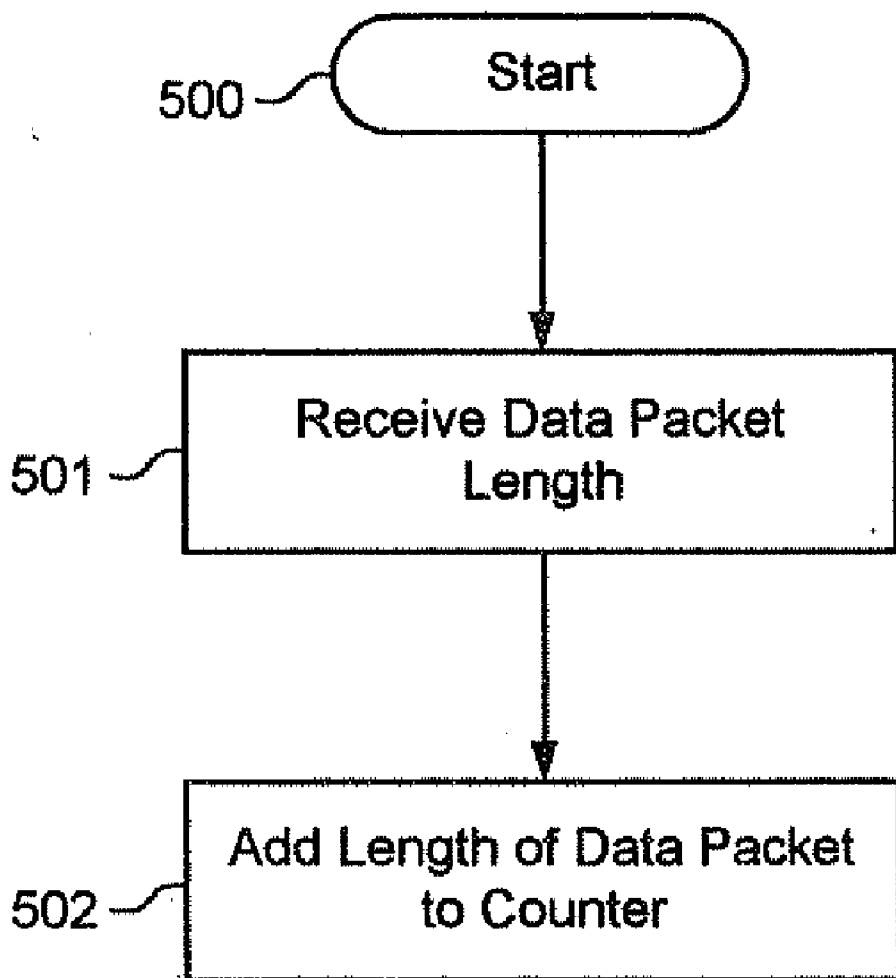 Start
500
Receive Data Packet
Length
501
Add Length of Data Packet
to Counter
502